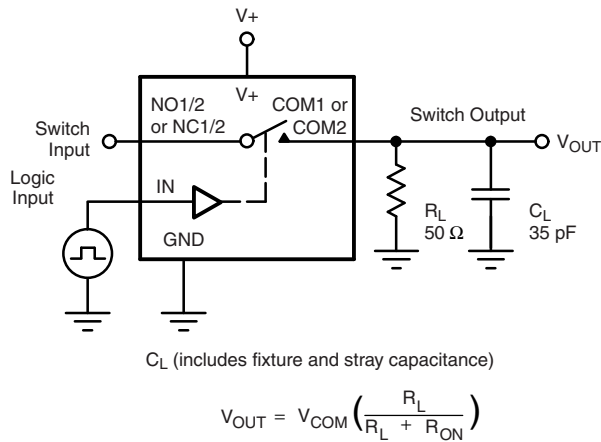 V+
V+
NO1/2
or NC1/2
COM1 or
COM2
Switch Output
Switch
Input
V_OUT
Logic
Input
IN
GND
R_L
50 Ω
C_L
35 pF
C_L (includes fixture and stray capacitance)
V_OUT = V_COM (R_L / (R_L + R_ON))